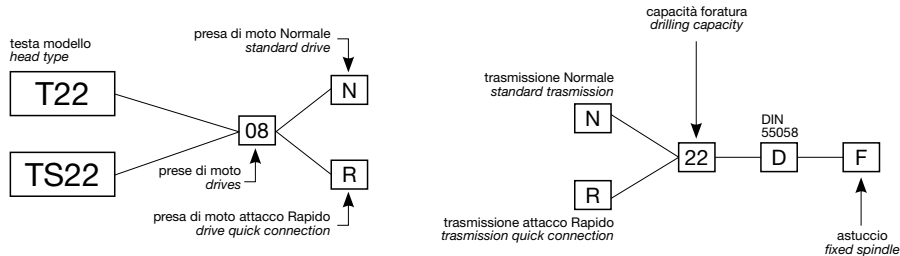 testa modello
head type
T22
TS22
presa di moto Normale
standard drive
N
08
prese di moto
drives
R
presa di moto attacco Rapido
drive quick connection
capacità foratura
drilling capacity
trasmissione Normale
standard trasmission
N
22
DIN
55058
D
F
R
trasmissione attacco Rapido
trasmission quick connection
astuccio
fixed spindle